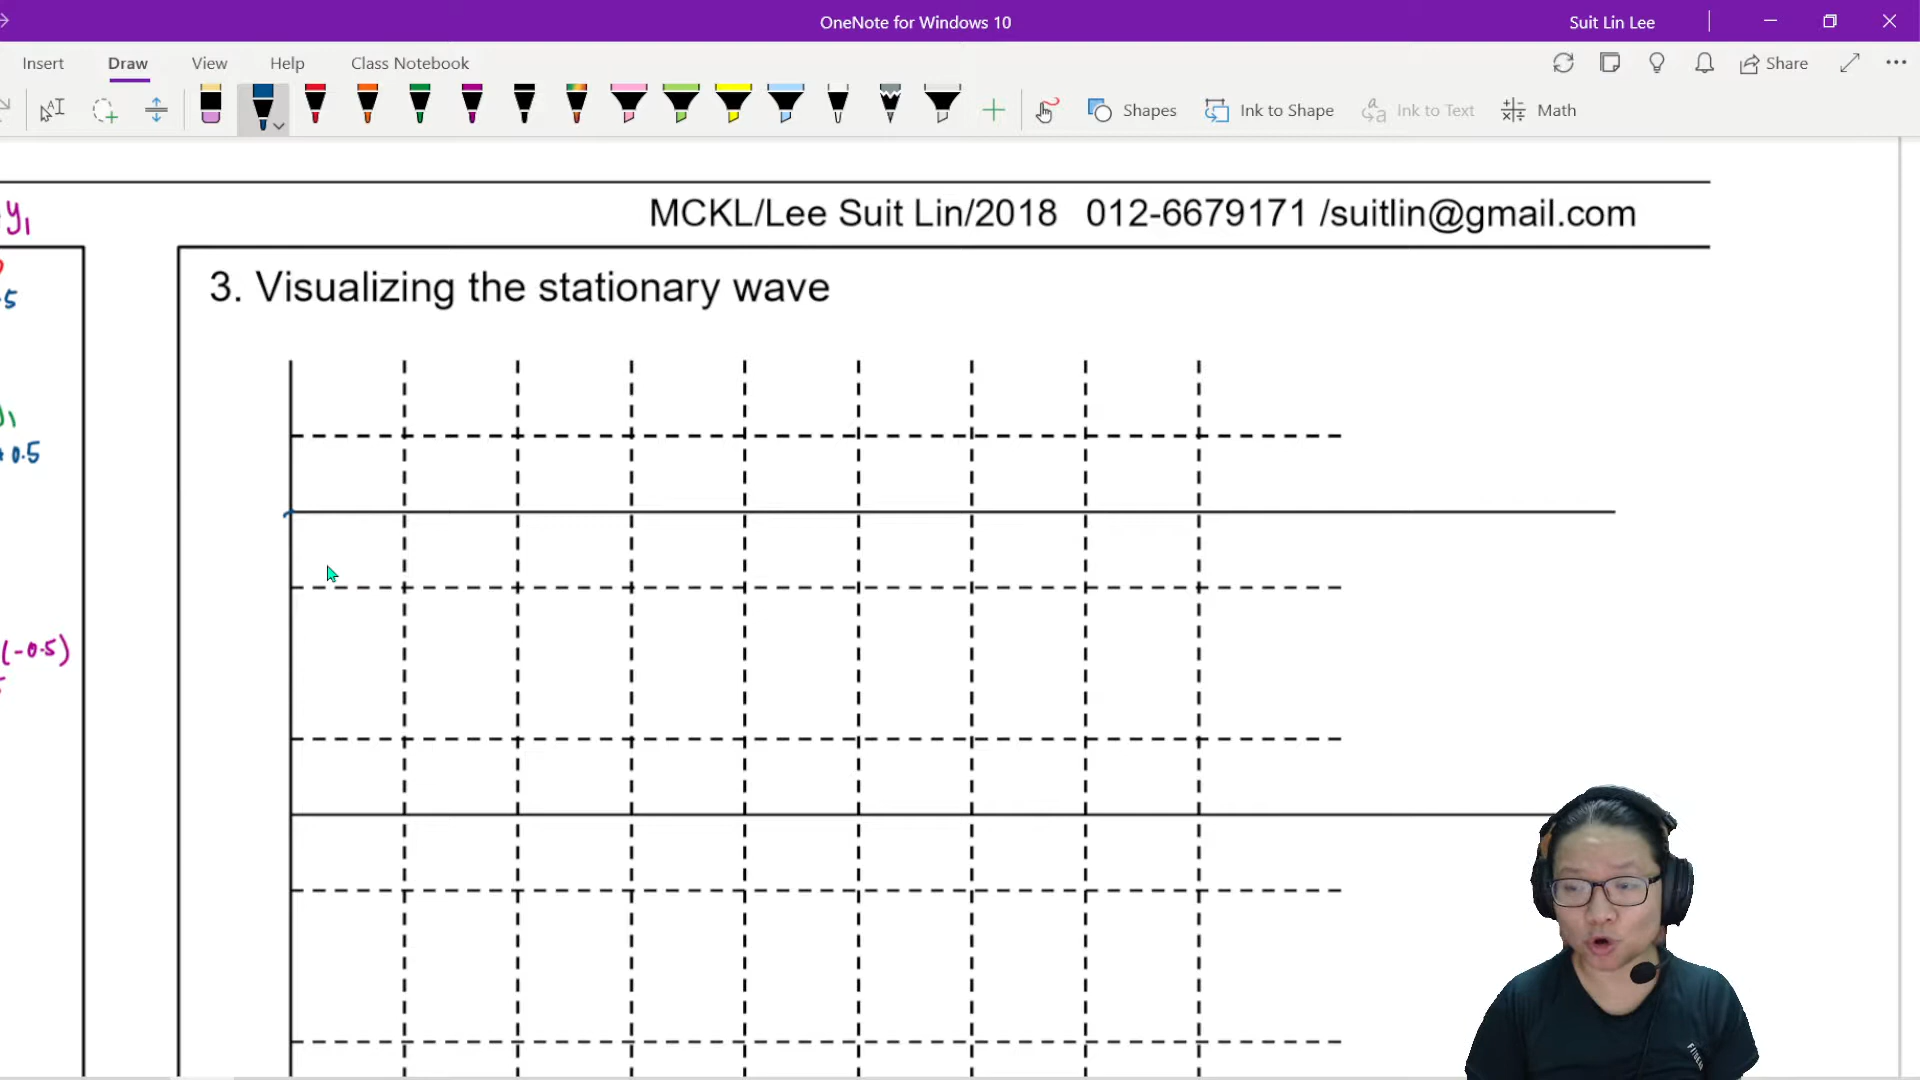 OneNote for Windows 10
Suit Lin Lee
Insert
Draw
View
Help
Class Notebook
Share
Shapes
Ink to Shape
Ink to Text
Math
y₁
MCKL/Lee Suit Lin/2018 012-6679171 /suitlin@gmail.com
3. Visualizing the stationary wave
0.5
(-0.5)